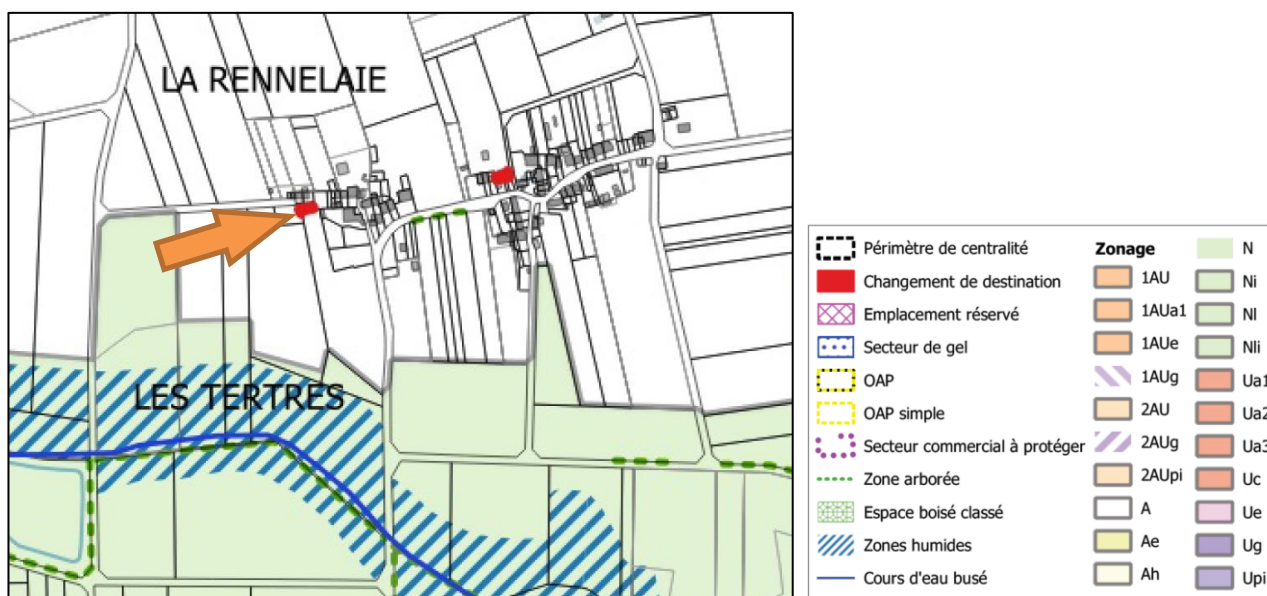 LA RENNELAIE
LES TERTRES
Périmètre de centralité
Changement de destination
Emplacement réservé
Secteur de gel
OAP
OAP simple
Secteur commercial à protéger
Zone arborée
Espace boisé classé
Zones humides
Cours d'eau busé
Zonage
1AU
1AUa1
1AUe
1AUg
2AU
2AUg
2AUpi
A
Ae
Ah
N
Ni
Nl
Nli
Ua1
Ua2
Ua3
Uc
Ue
Ug
Upi